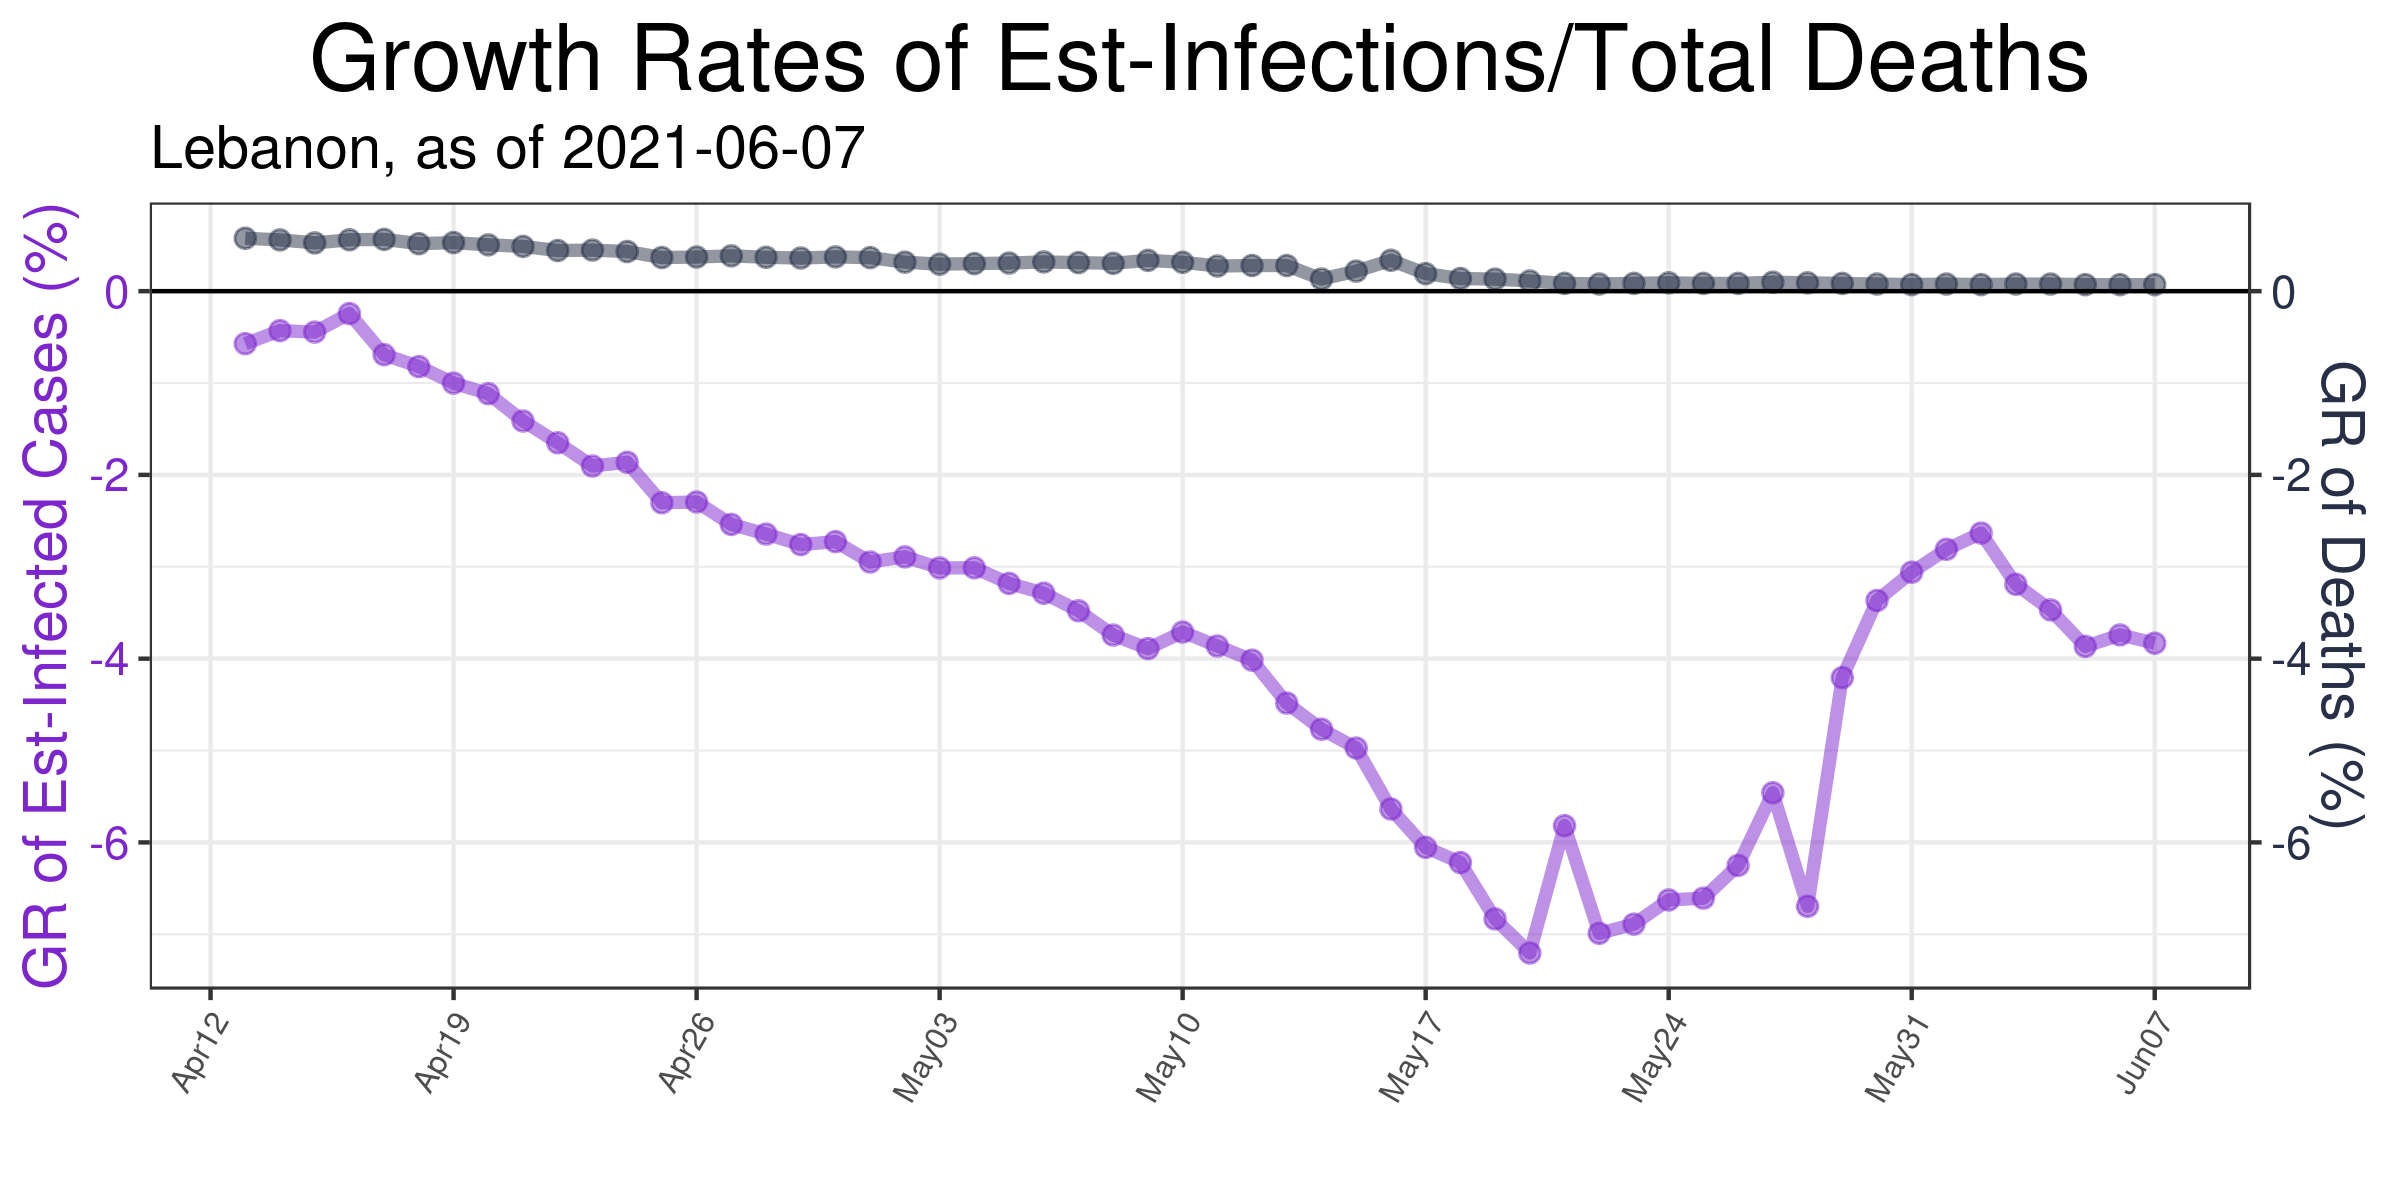 Growth Rates of Est-Infections/Total Deaths
Lebanon, as of 2021-06-07
GR of Est-Infected Cases (%)
0
-2
-4
-6
0
-2
-4
-6
GR of Deaths (%)
Apr12
Apr19
Apr26
May03
May10
May17
May24
May31
Jun07